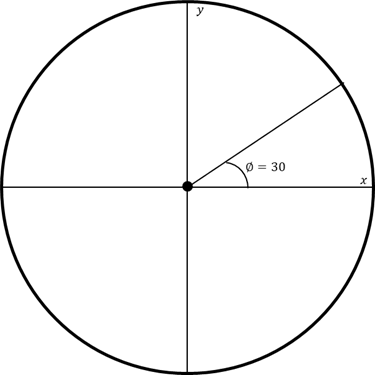 y
∅ = 30
x